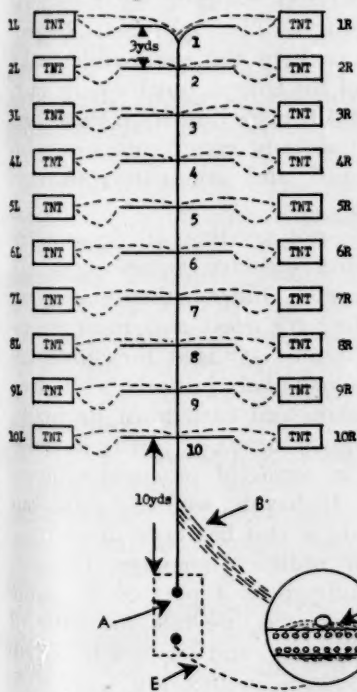 1L TNT TNT 1R
3yds 1
2L TNT TNT 2R
2
3L TNT TNT 3R
3
4L TNT TNT 4R
4
5L TNT TNT 5R
5
6L TNT TNT 6R
6
7L TNT TNT 7R
7
8L TNT TNT 8R
8
9L TNT TNT 9R
9
10L TNT TNT 10R
10
10yds
B
A
E